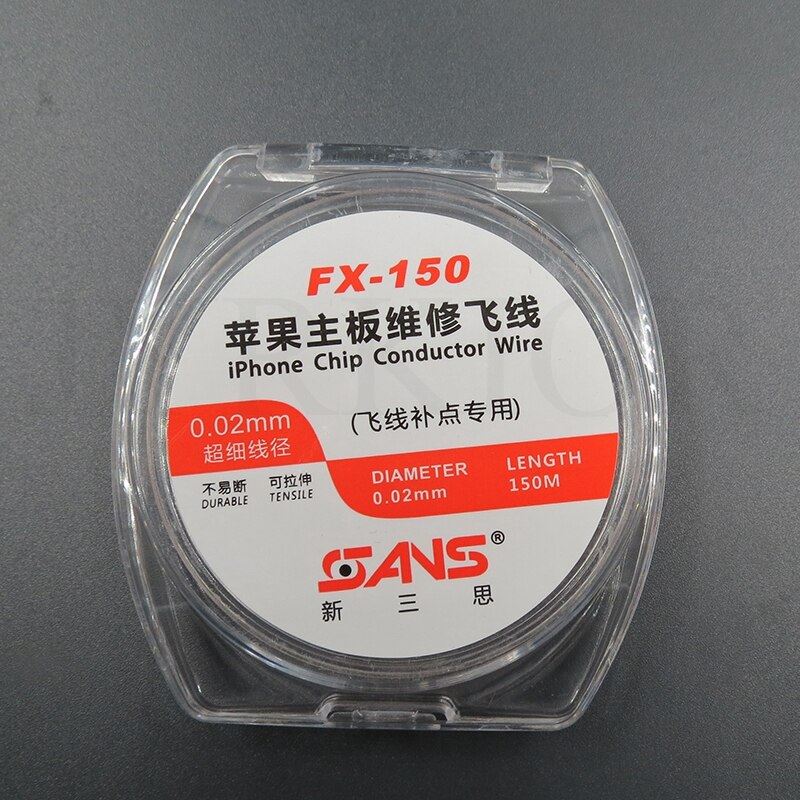 FX-150
苹果主板维修飞线
iPhone Chip Conductor Wire
(飞线补点专用)
0.02mm
超细线径
不易断 可拉伸
DURABLE TENSILE
DIAMETER LENGTH
0.02mm 150M
SANS®
新三思